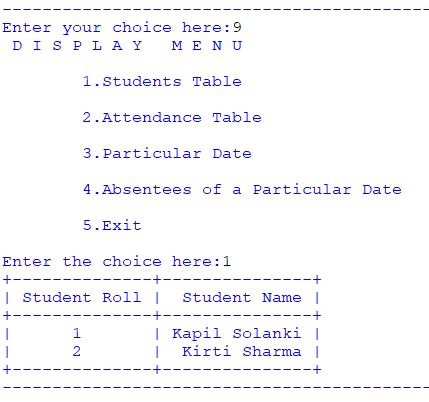 -------------------------------------------
Enter your choice here:9
 D I S P L A Y   M E N U

        1.Students Table

        2.Attendance Table

        3.Particular Date

        4.Absentees of a Particular Date

        5.Exit

Enter the choice here:1
+--------------+---------------+
| Student Roll |  Student Name |
+--------------+---------------+
|      1       | Kapil Solanki |
|      2       |  Kirti Sharma |
+--------------+---------------+
-------------------------------------------